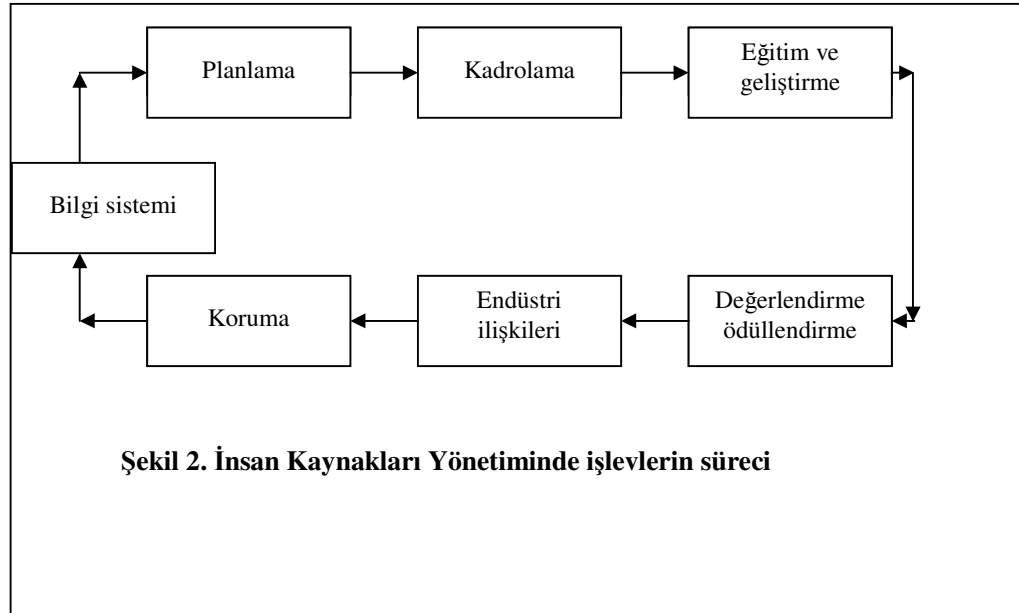 Planlama
Kadrolama
Eğitim ve
geliştirme
Bilgi sistemi
Koruma
Endüstri
ilişkileri
Değerlendirme
ödüllendirme
Şekil 2. İnsan Kaynakları Yönetiminde işlevlerin süreci